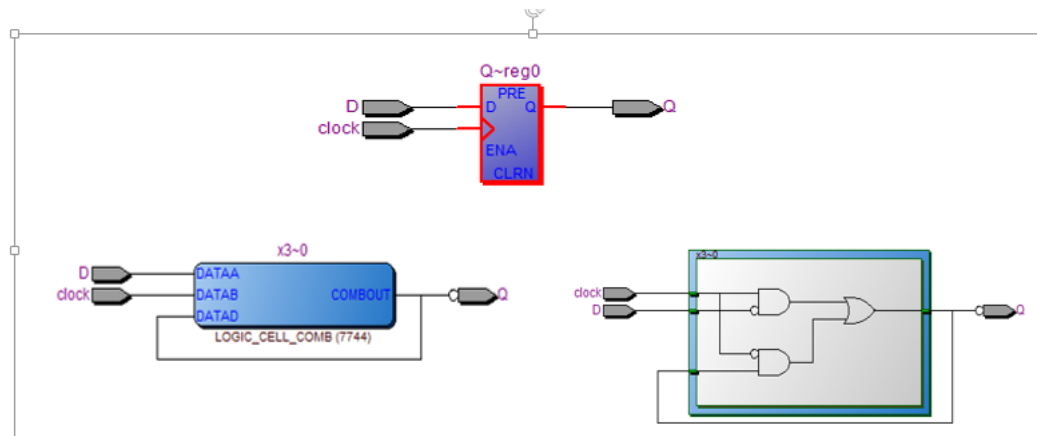 Q~reg0
PRE
D
D
Q
Q
clock
ENA
CLRN
x3~0
D
DATAA
clock
DATAB
COMBOUT
Q
DATAD
LOGIC_CELL_COMB (7744)
x3~0
clock
D
Q